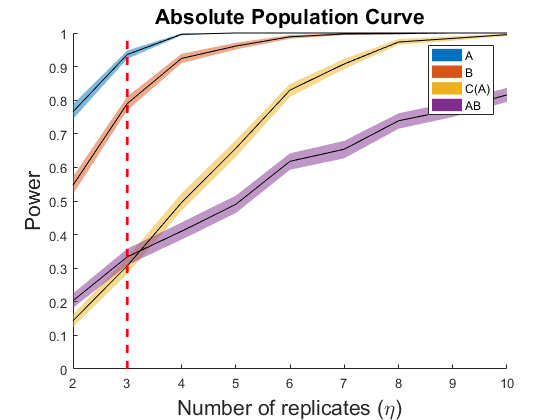 Absolute Population Curve
1
0.9
0.8
0.7
0.6
0.5
0.4
0.3
0.2
0.1
0
Power
A
B
C(A)
AB
2 3 4 5 6 7 8 9 10
Number of replicates (η)